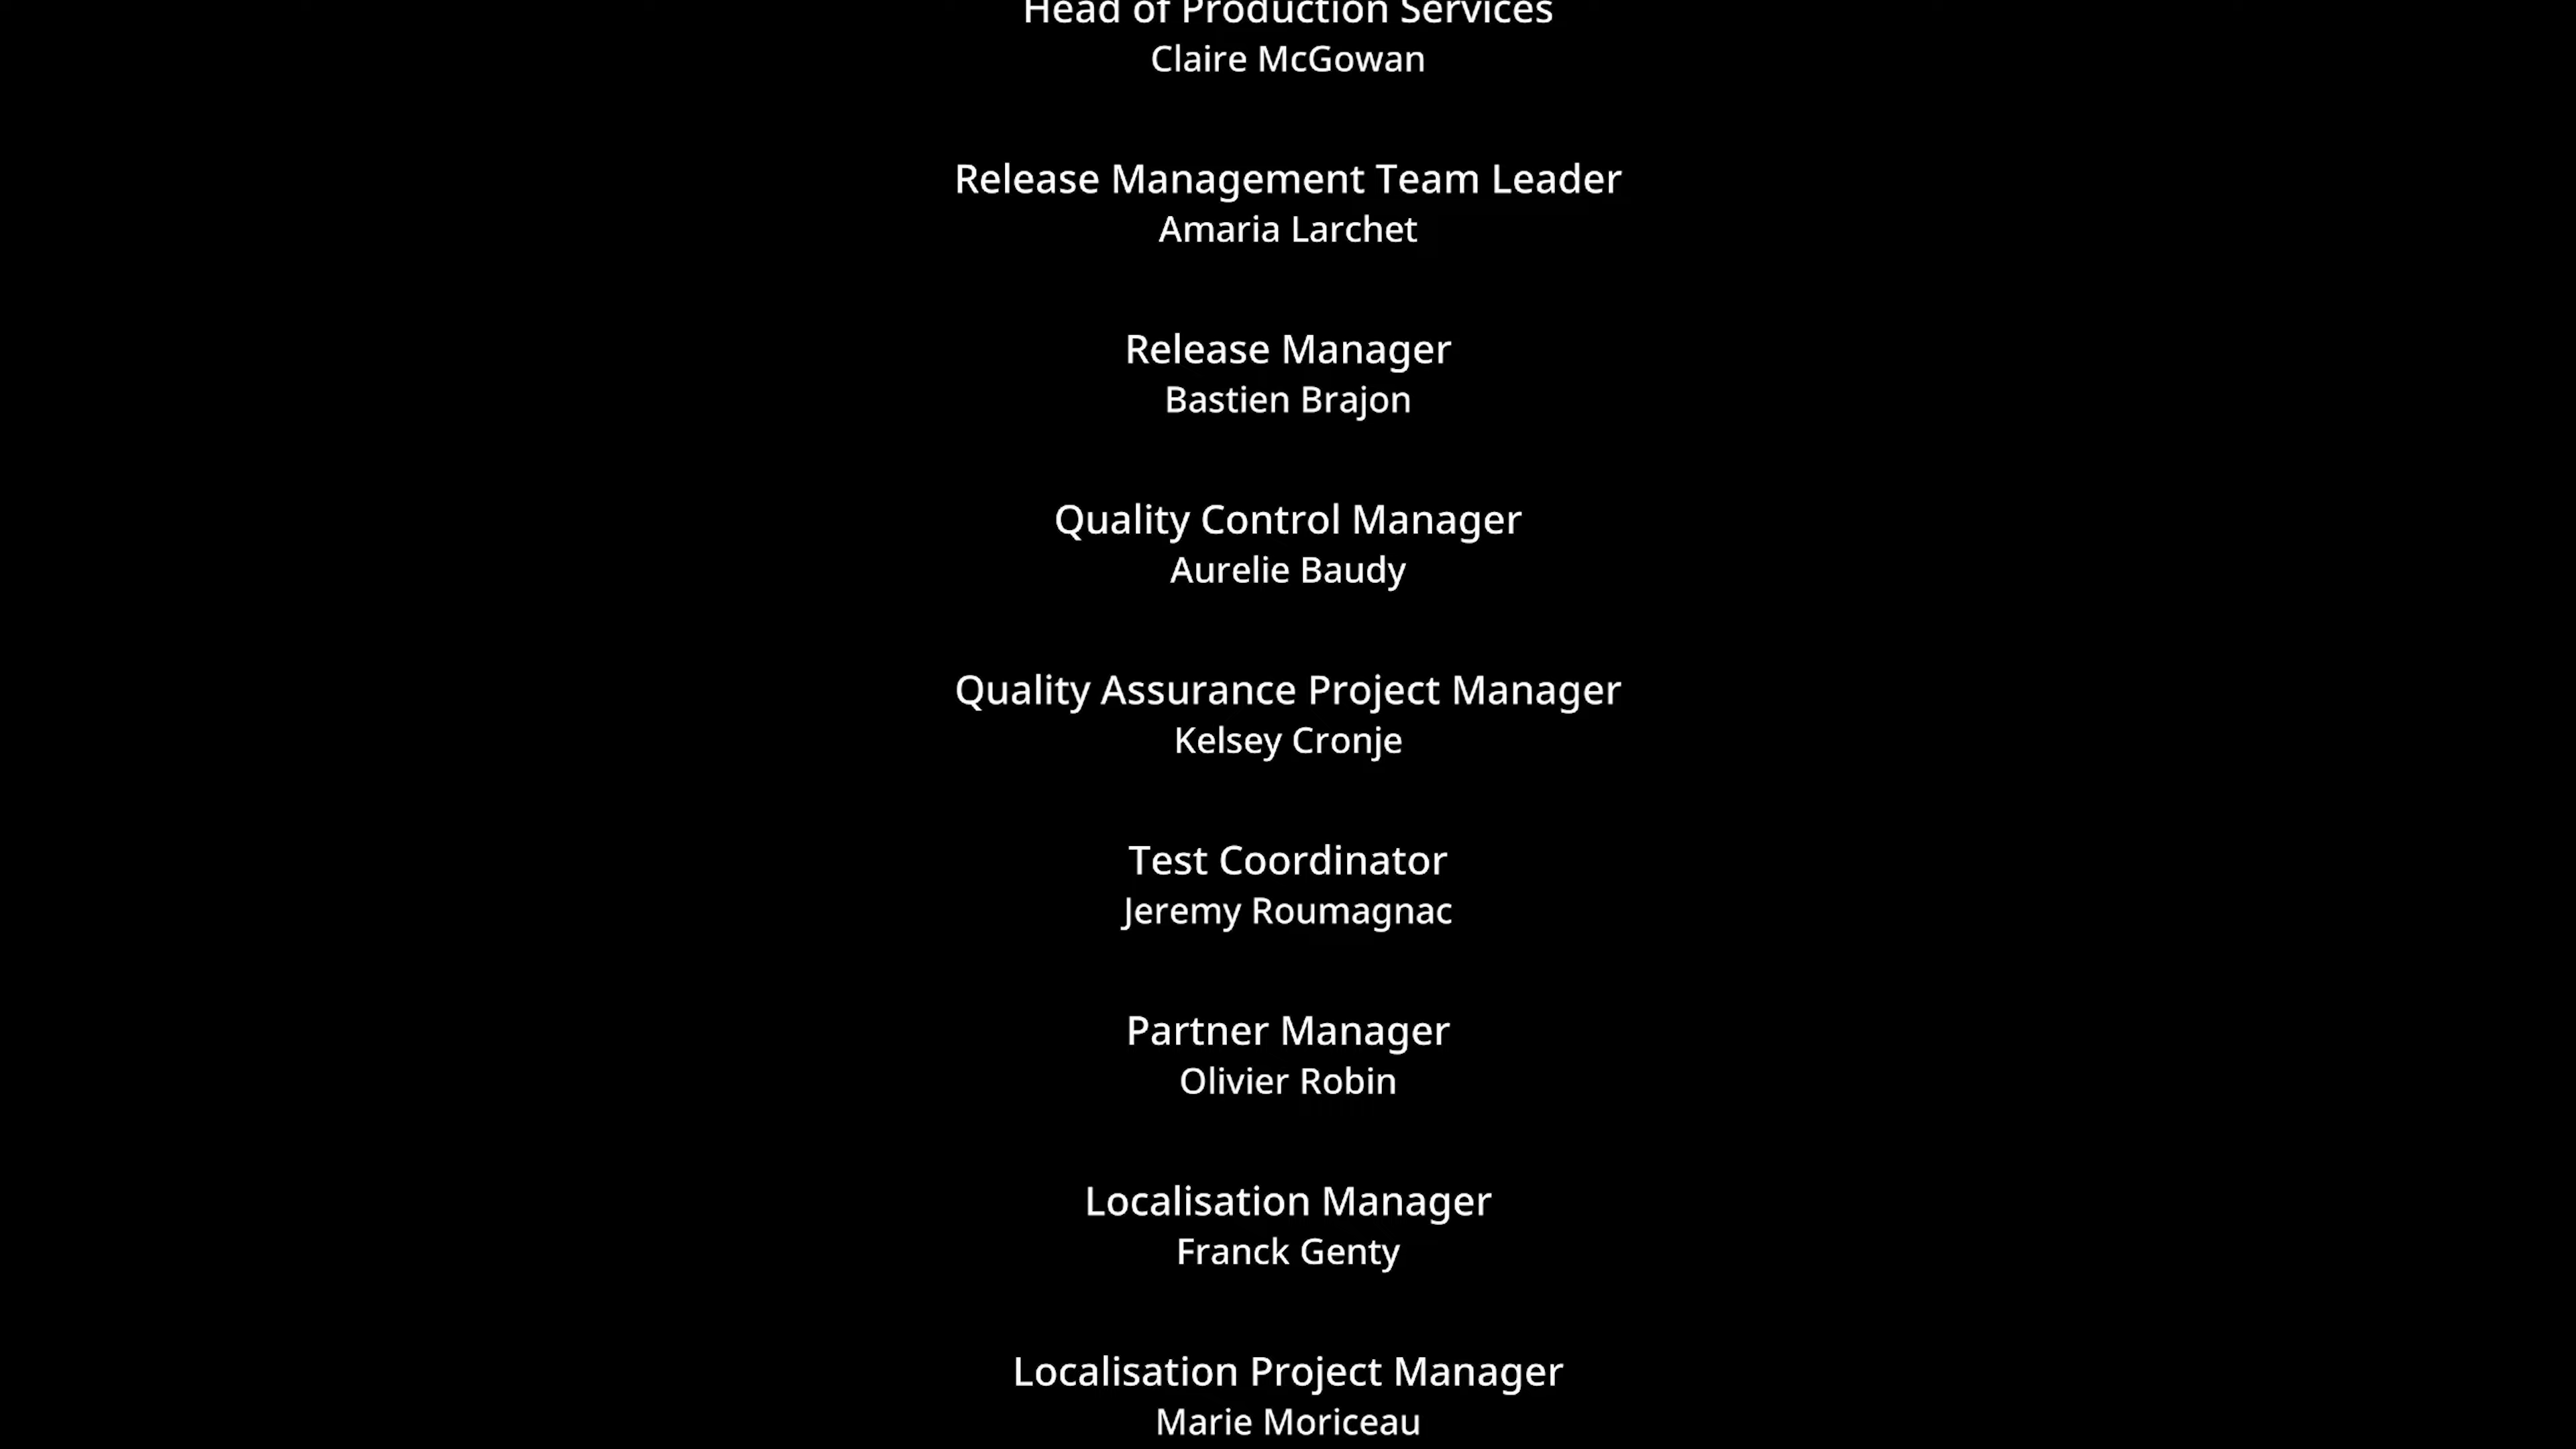 Head of Production Services
Claire McGowan
Release Management Team Leader
Amaria Larchet
Release Manager
Bastien Brajon
Quality Control Manager
Aurelie Baudy
Quality Assurance Project Manager
Kelsey Cronje
Test Coordinator
Jeremy Roumagnac
Partner Manager
Olivier Robin
Localisation Manager
Franck Genty
Localisation Project Manager
Marie Moriceau